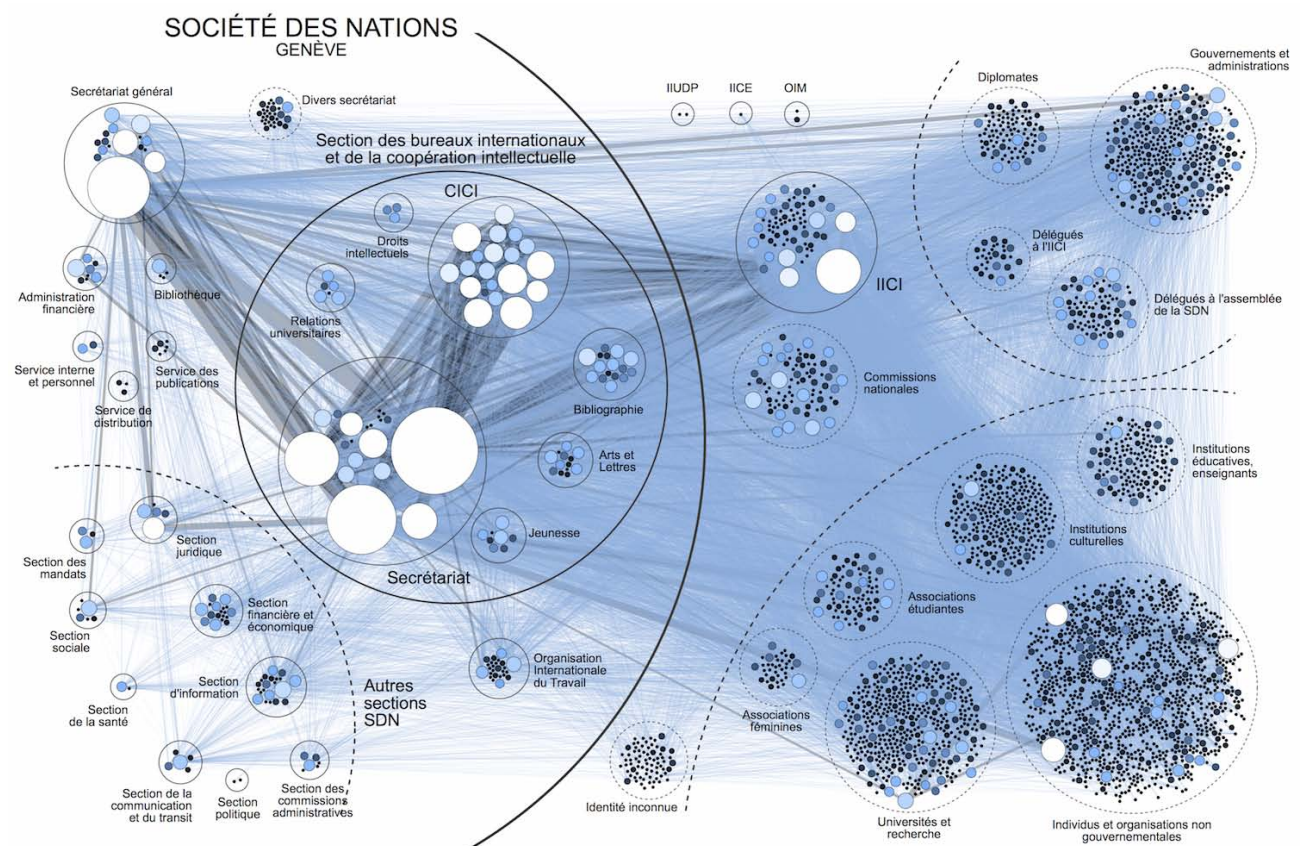 SOCIÉTÉ DES NATIONS
GENÈVE
Secrétariat général
Divers secrétariat
Section des bureaux internationaux
et de la coopération intellectuelle
CICI
Droits
intellectuels
Relations
universitaires
Administration
financière
Bibliothèque
Service interne
et personnel
Service des
publications
Service de
distribution
Bibliographie
Arts et
Lettres
Jeunesse
Secrétariat
Section des
mandats
Section
juridique
Section
sociale
Section
financière et
économique
Section
d'information
Section
de la santé
Autres
sections
SDN
Section de la
communication
et du transit
Section
politique
Section des
commissions
administratives
Organisation
Internationale
du Travail
IIUDP
IICE
OIM
IICI
Commissions
nationales
Diplomates
Gouvernements et
administrations
Délégués
à l'IICI
Délégués à l'assemblée
de la SDN
Institutions
éducatives,
enseignants
Institutions
culturelles
Associations
étudiantes
Associations
féminines
Identité inconnue
Universités et
recherche
Individus et organisations non
gouvernementales